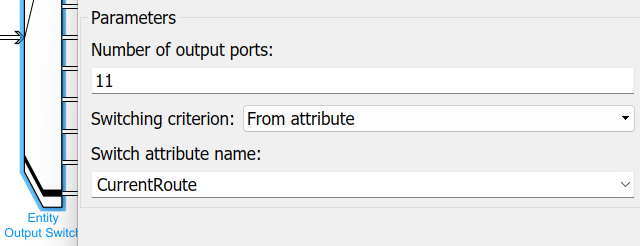 Parameters
Number of output ports:
11
Switching criterion: From attribute
Switch attribute name:
CurrentRoute
Entity
Output Switch